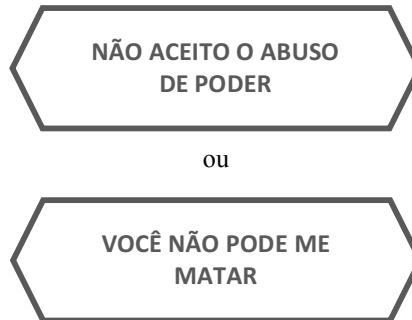 NÃO ACEITO O ABUSO
DE PODER
ou
VOCÊ NÃO PODE ME
MATAR